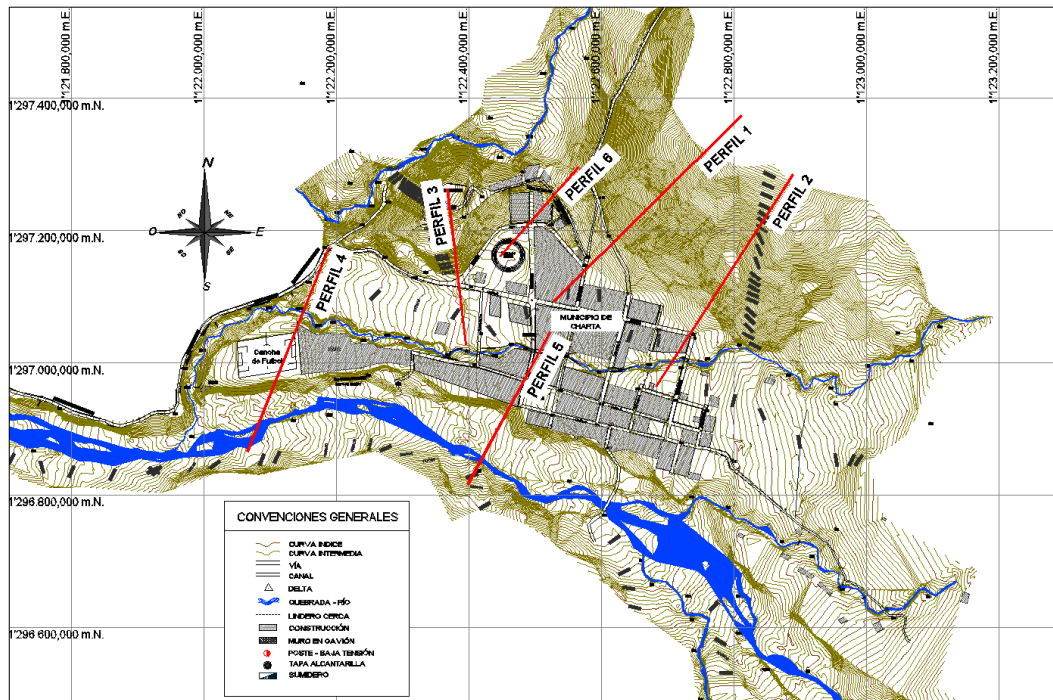 1'121,800,000 m.E.
1'122,000,000 m.E.
1'122,200,000 m.E.
1'122,400,000 m.E.
1'122,600,000 m.E.
1'122,800,000 m.E.
1'123,000,000 m.E.
1'123,200,000 m.E.
1'297.400,000 m.N.
1'297.200,000 m.N.
1'297.000,000 m.N.
1'296.800,000 m.N.
1'296.600,000 m.N.
N
NO
NE
O
E
SO
SE
S
PERFIL 1
PERFIL 6
PERFIL 3
PERFIL 2
PERFIL 4
PERFIL 5
MUNICIPIO DE
CHARTA
Cancha
de Futbol
CONVENCIONES GENERALES
CURVA INDICE
CURVA INTERMEDIA
VÍA
CANAL
DELTA
QUEBRADA - RÍO
LINDERO CERCA
CONSTRUCCIÓN
MURO EN GAVIÓN
POSTE - BAJA TENSIÓN
TAPA ALCANTARILLA
SUMIDERO